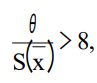 θ / S(x̄) > 8,